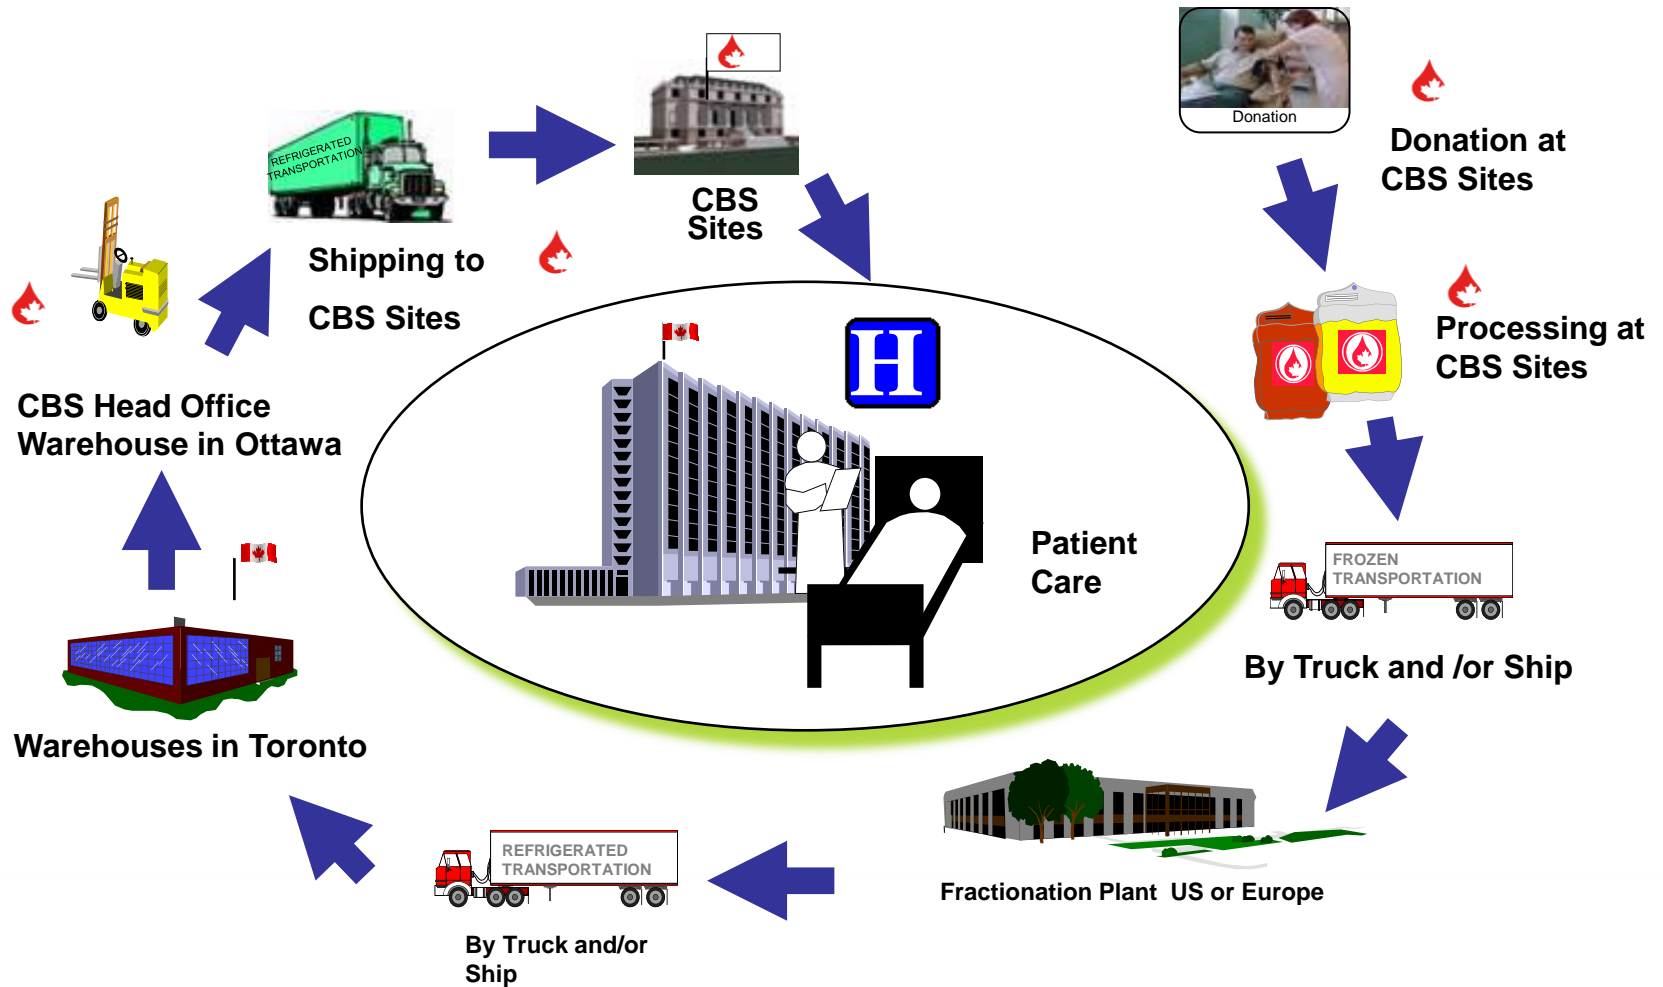 Donation
Donation at
CBS Sites
Processing at
CBS Sites
FROZEN
TRANSPORTATION
By Truck and /or Ship
Fractionation Plant  US or Europe
REFRIGERATED
TRANSPORTATION
By Truck and/or
Ship
Warehouses in Toronto
CBS Head Office
Warehouse in Ottawa
REFRIGERATED
TRANSPORTATION
Shipping to
CBS Sites
CBS
Sites
H
Patient
Care